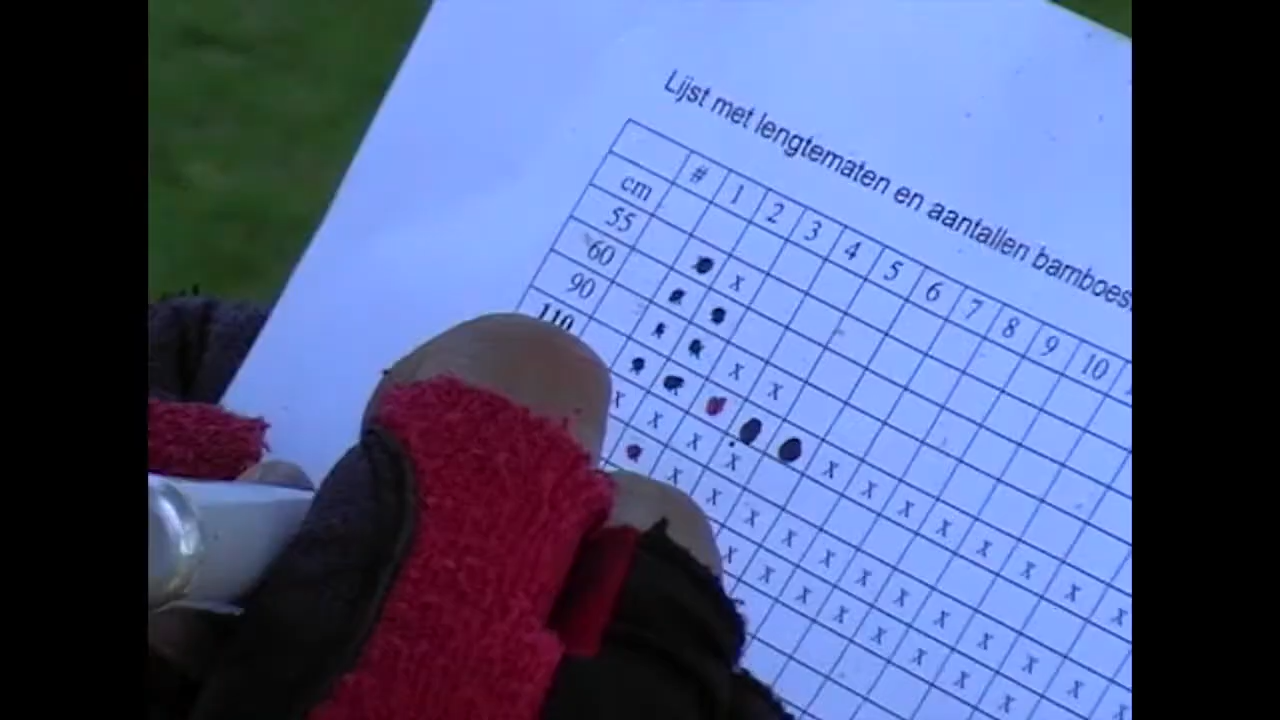 Lijst met lengtematen en aantallen bamboes
# 1 2 3 4 5 6 7 8 9 10
cm
55 x
60
90 x x
110 x x x x x x x x
x x x x
x x x x x x x x x x x
x x x x x x x x